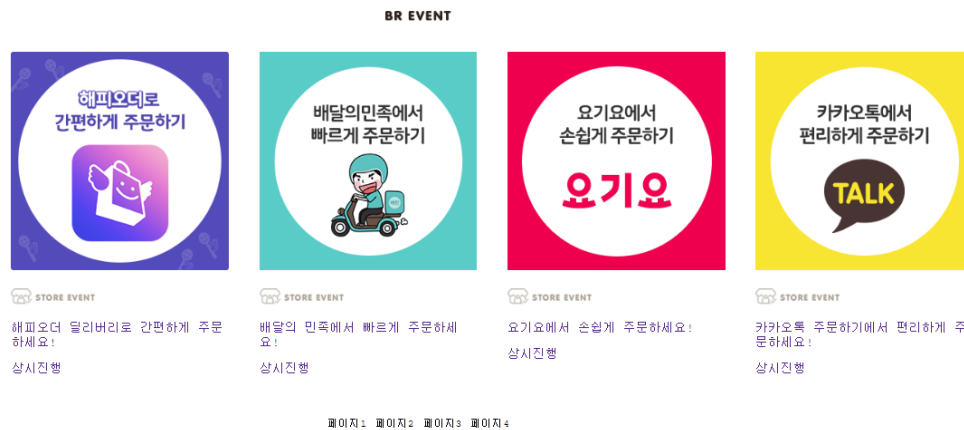 BR EVENT
해피오더로
간편하게 주문하기
배달의민족에서
빠르게 주문하기
요기요에서
손쉽게 주문하기
요기요
카카오톡에서
편리하게 주문하기
TALK
STORE EVENT
해피오더 딜리버리로 간편하게 주문
하세요!
상시진행
STORE EVENT
배달의 민족에서 빠르게 주문하세
요!
상시진행
STORE EVENT
요기요에서 손쉽게 주문하세요!
상시진행
STORE EVENT
카카오톡 주문하기에서 편리하게 주
문하세요!
상시진행
페이지1 페이지2 페이지3 페이지4